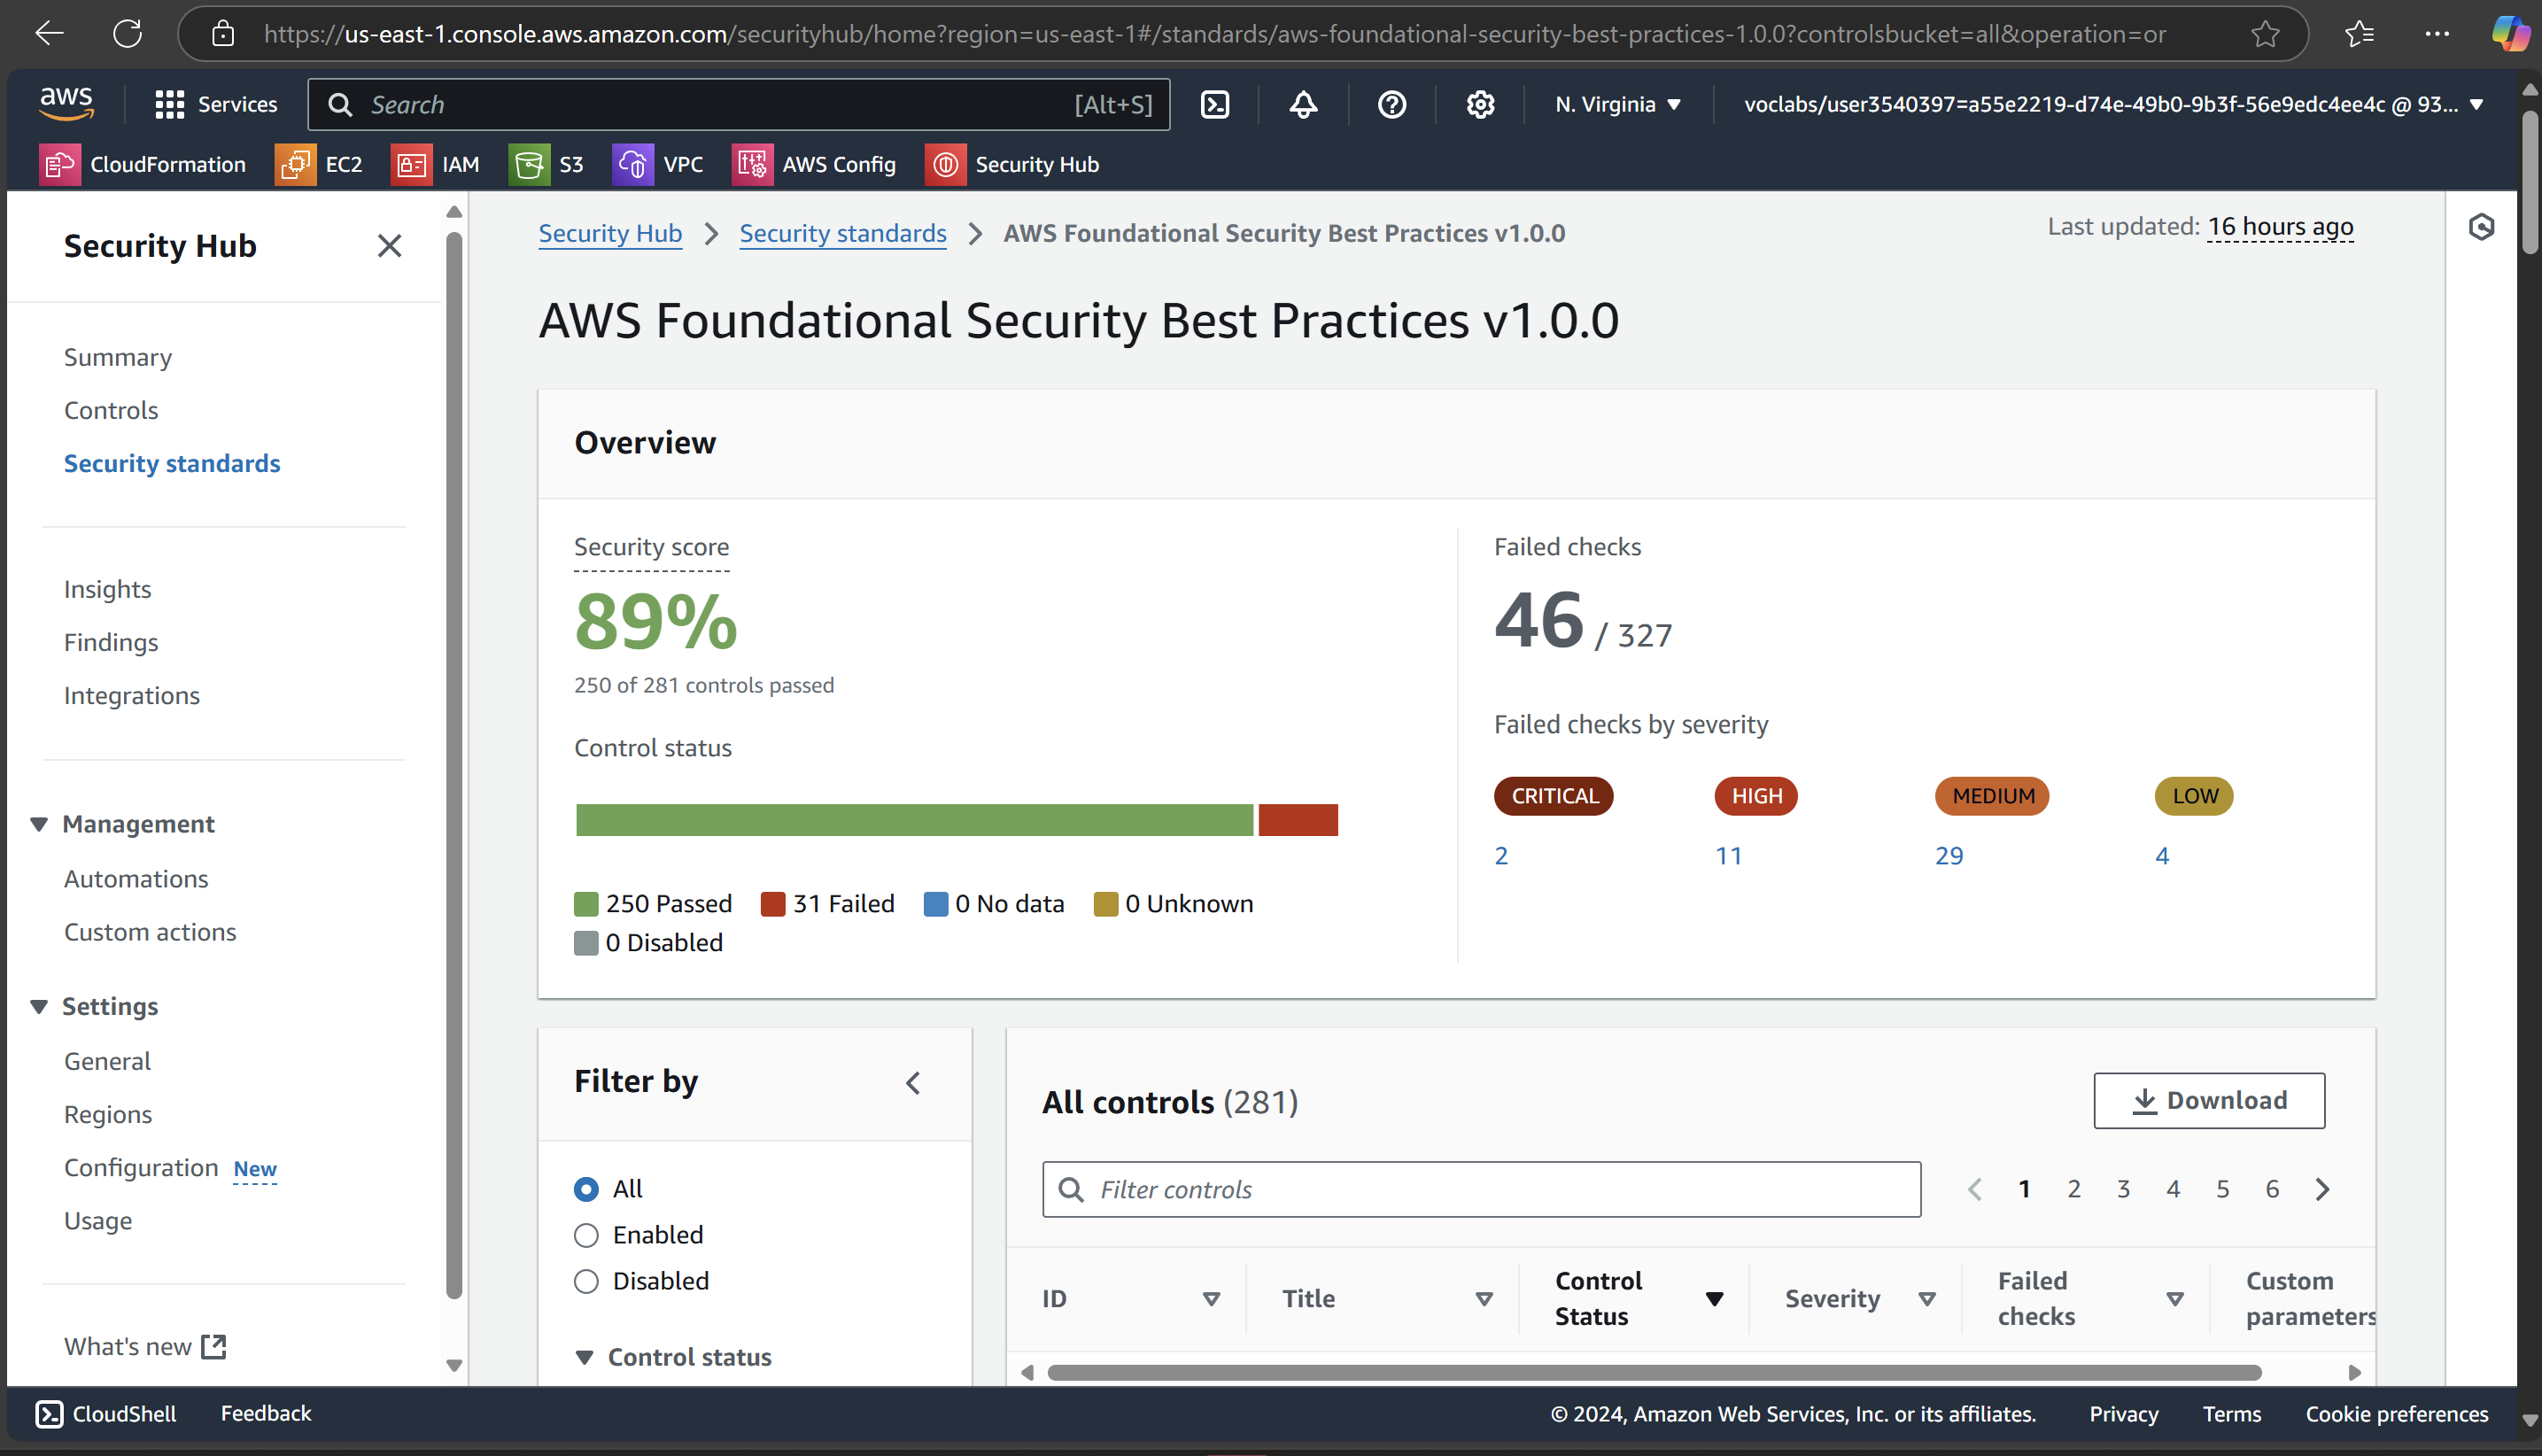 https://us-east-1.console.aws.amazon.com/securityhub/home?region=us-east-1#/standards/aws-foundational-security-best-practices-1.0.0?controlsbucket=all&operation=or
aws
Services
Search
[Alt+S]
N. Virginia
voclabs/user3540397=a55e2219-d74e-49b0-9b3f-56e9edc4ee4c @ 93...
CloudFormation
EC2
IAM
S3
VPC
AWS Config
Security Hub
Security Hub
Summary
Controls
Security standards
Insights
Findings
Integrations
Management
Automations
Custom actions
Settings
General
Regions
Configuration New
Usage
What's new
Security Hub > Security standards > AWS Foundational Security Best Practices v1.0.0
Last updated: 16 hours ago
AWS Foundational Security Best Practices v1.0.0
Overview
Security score
89%
250 of 281 controls passed
Control status
250 Passed 31 Failed 0 No data 0 Unknown
0 Disabled
Failed checks
46 / 327
Failed checks by severity
CRITICAL HIGH MEDIUM LOW
2 11 29 4
Filter by
All
Enabled
Disabled
Control status
All controls (281)
Download
Filter controls
1 2 3 4 5 6
ID
Title
Control
Status
Severity
Failed
checks
Custom
parameters
CloudShell
Feedback
© 2024, Amazon Web Services, Inc. or its affiliates.
Privacy
Terms
Cookie preferences